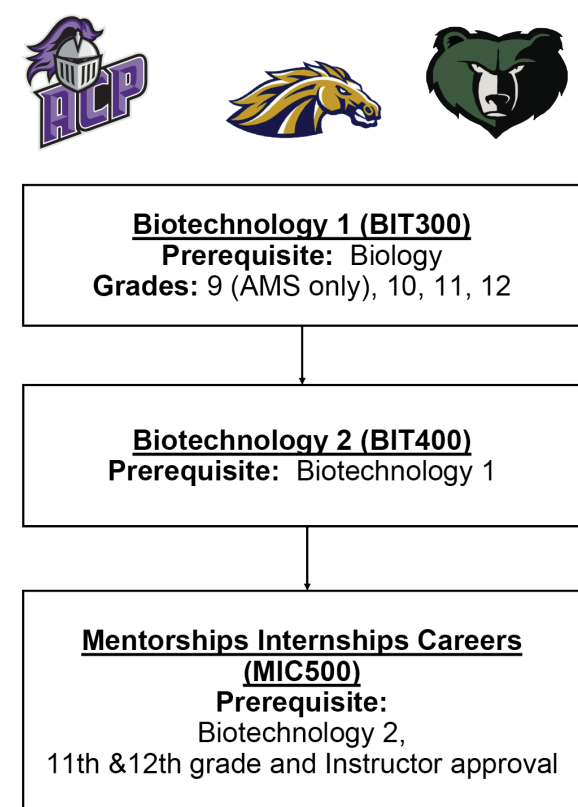 ACP
Biotechnology 1 (BIT300)
Prerequisite: Biology
Grades: 9 (AMS only), 10, 11, 12
Biotechnology 2 (BIT400)
Prerequisite: Biotechnology 1
Mentorships Internships Careers
(MIC500)
Prerequisite:
Biotechnology 2,
11th &12th grade and Instructor approval